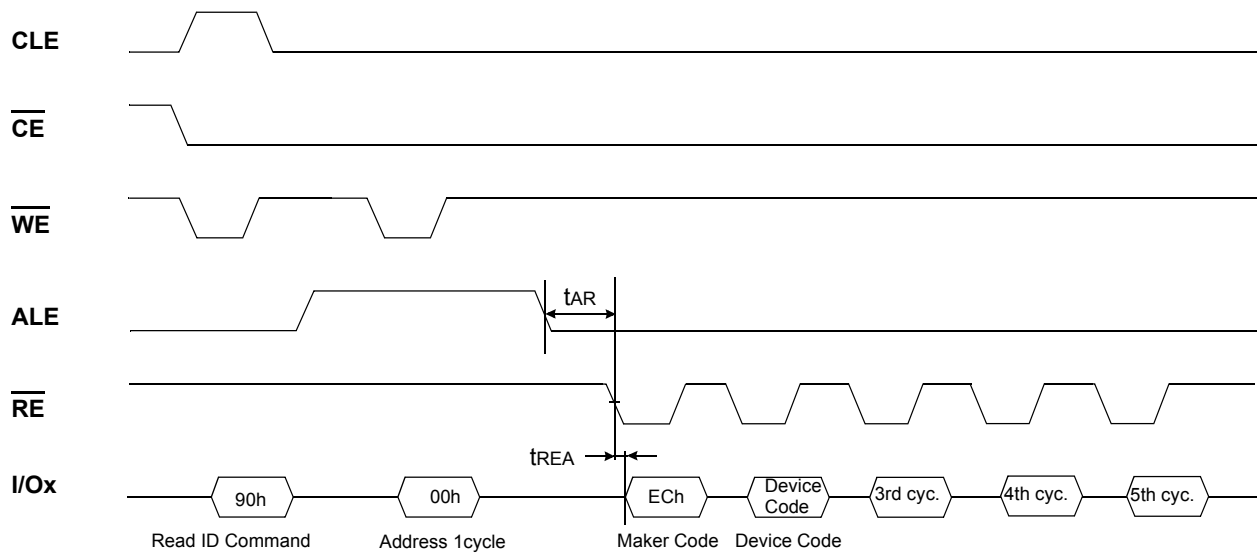 CLE
CE
WE
ALE
tAR
RE
tREA
I/Ox
90h
00h
ECh
Device
Code
3rd cyc.
4th cyc.
5th cyc.
Read ID Command
Address 1cycle
Maker Code
Device Code